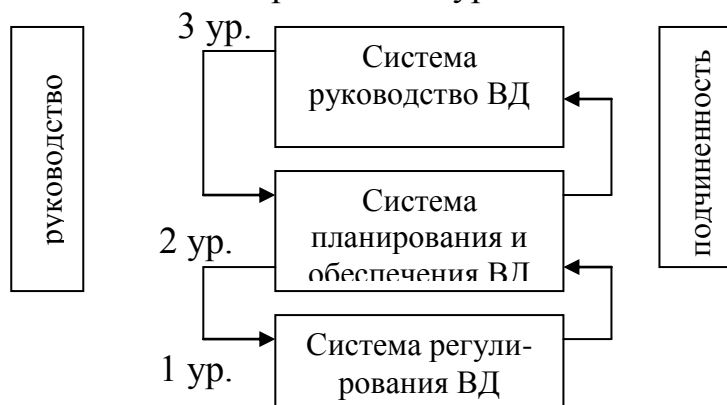 3 ур.
Система
руководство ВД
руководство
подчиненность
Система
планирования и
обеспечения ВД
2 ур.
Система регули-
рования ВД
1 ур.